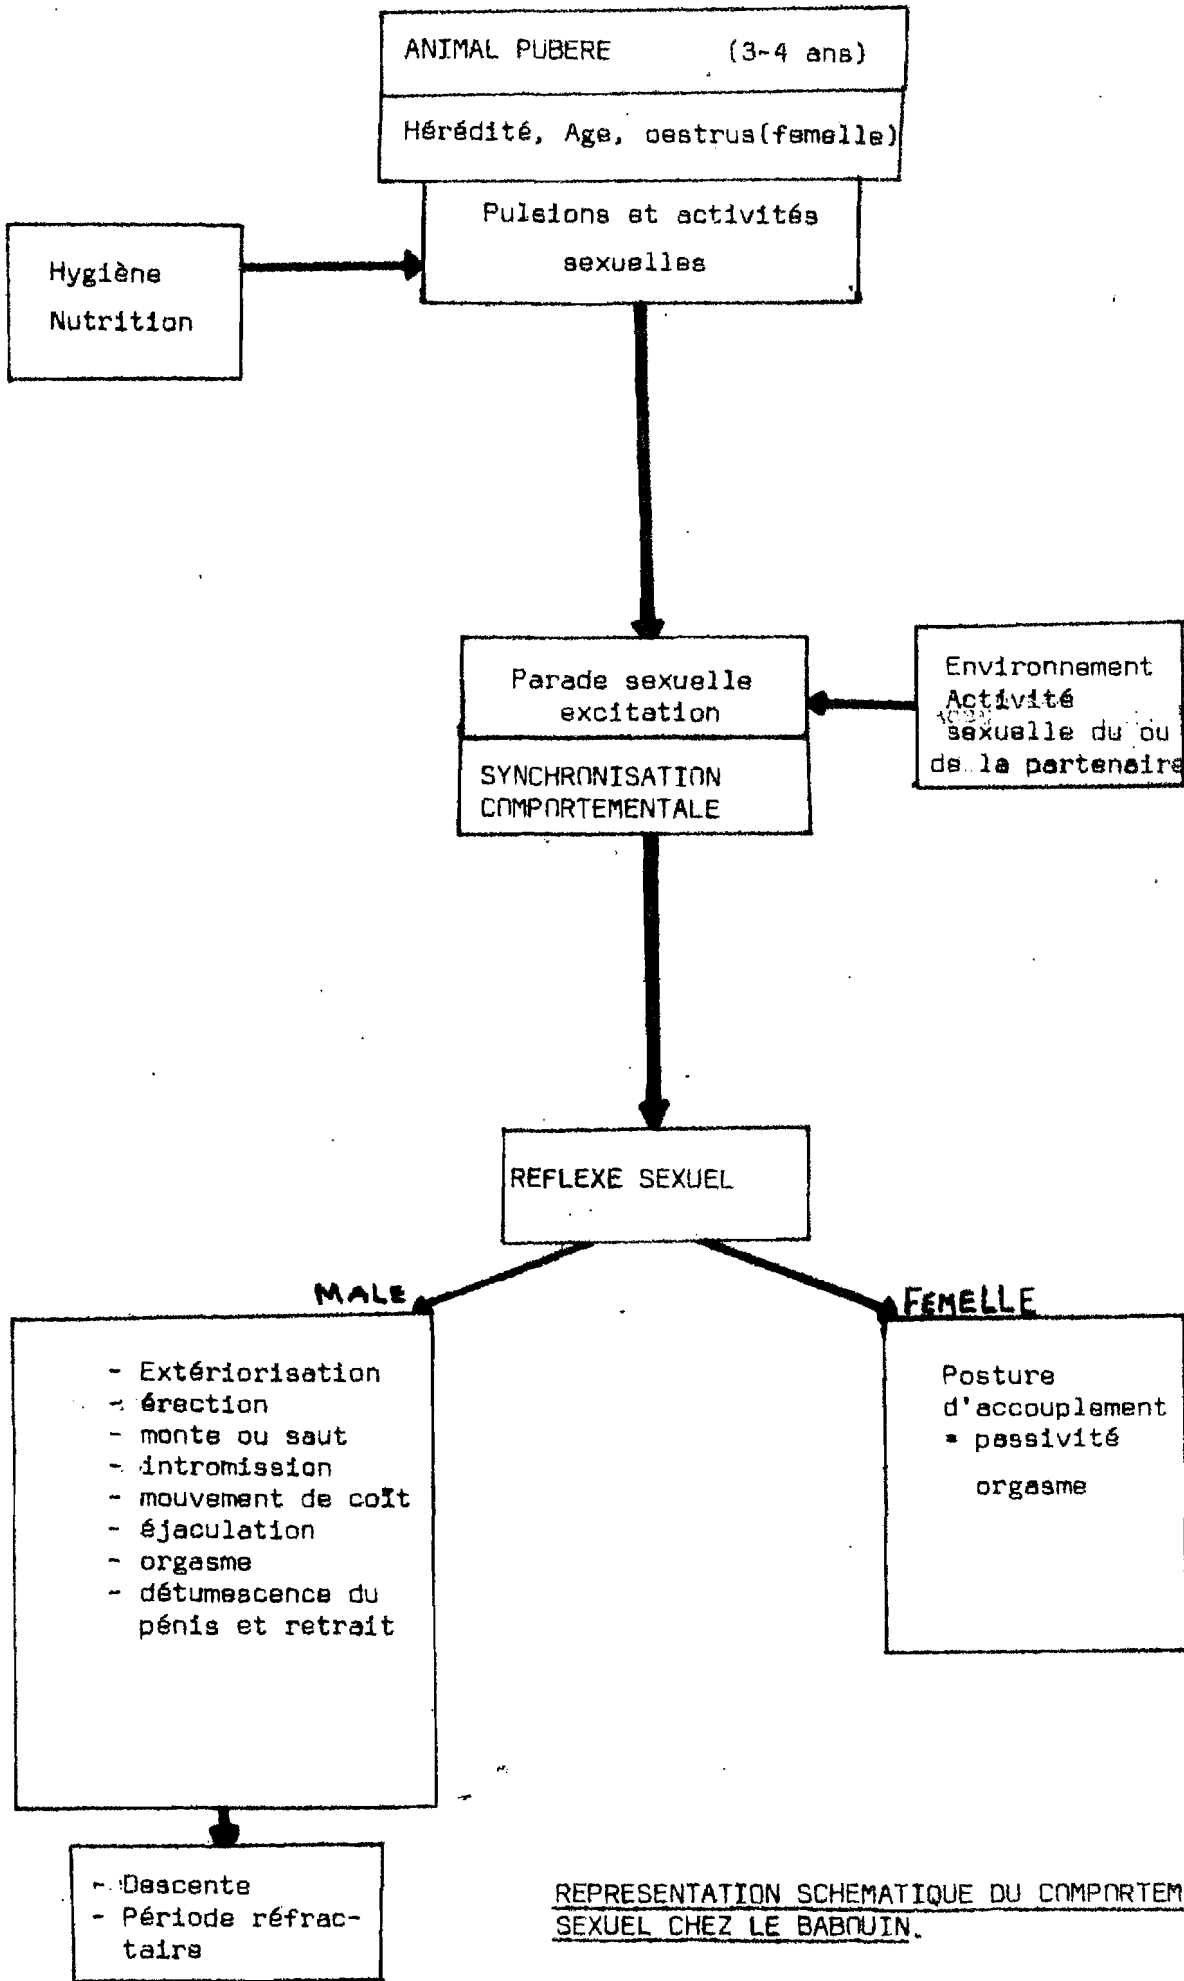 ANIMAL PUBERE (3-4 ans)
Hérédité, Age, oestrus(femelle)
Pulsions et activités
sexuelles
Hygiène
Nutrition
Parade sexuelle
excitation
SYNCHRONISATION
COMPORTEMENTALE
Environnement
Activité
sexuelle du ou
de la partenaire
REFLEXE SEXUEL
MALE
- Extériorisation
- érection
- monte ou saut
- intromission
- mouvement de coït
- éjaculation
- orgasme
- détumescence du
pénis et retrait
FEMELLE
Posture
d'accouplement
* passivité
orgasme
- Descente
- Période réfrac-
taire
REPRESENTATION SCHEMATIQUE DU COMPORTEM
SEXUEL CHEZ LE BABOUIN.